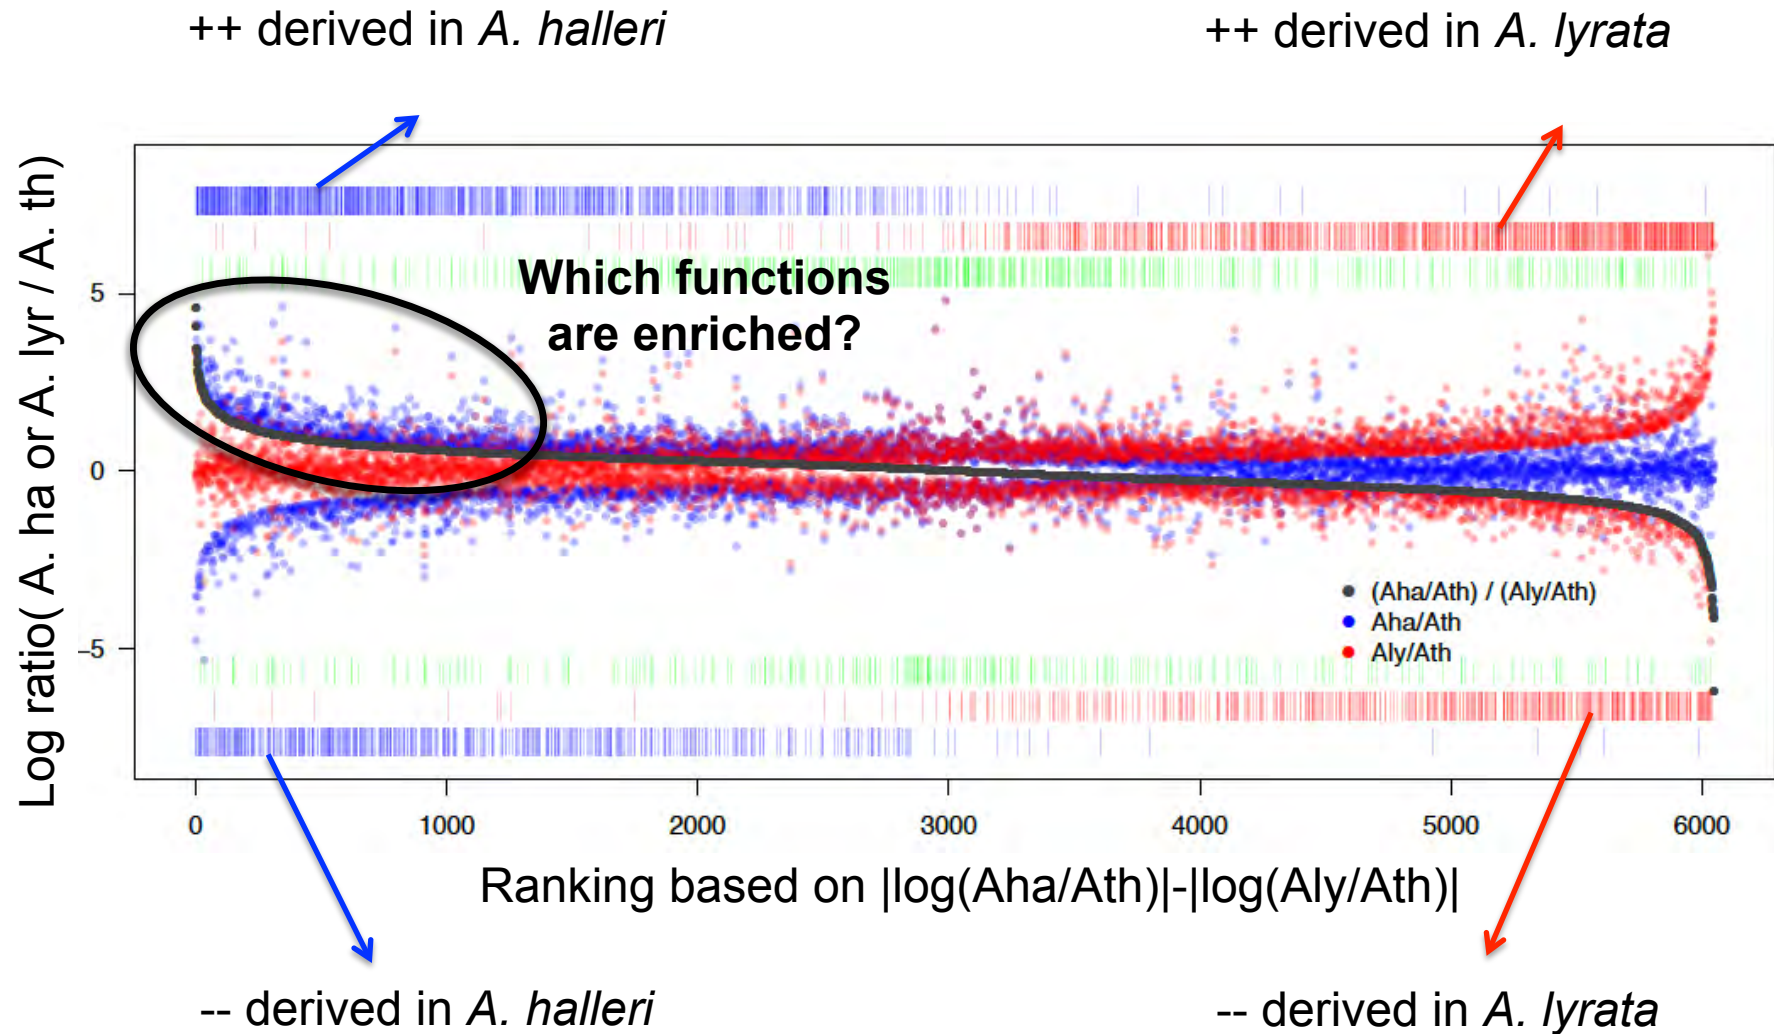 ++ derived in A. halleri
++ derived in A. lyrata
Log ratio( A. ha or A. lyr / A. th)
5
0
−5
Which functions
are enriched?
(Aha/Ath) / (Aly/Ath)
Aha/Ath
Aly/Ath
0 1000 2000 3000 4000 5000 6000
Ranking based on |log(Aha/Ath)|-|log(Aly/Ath)|
-- derived in A. halleri
-- derived in A. lyrata